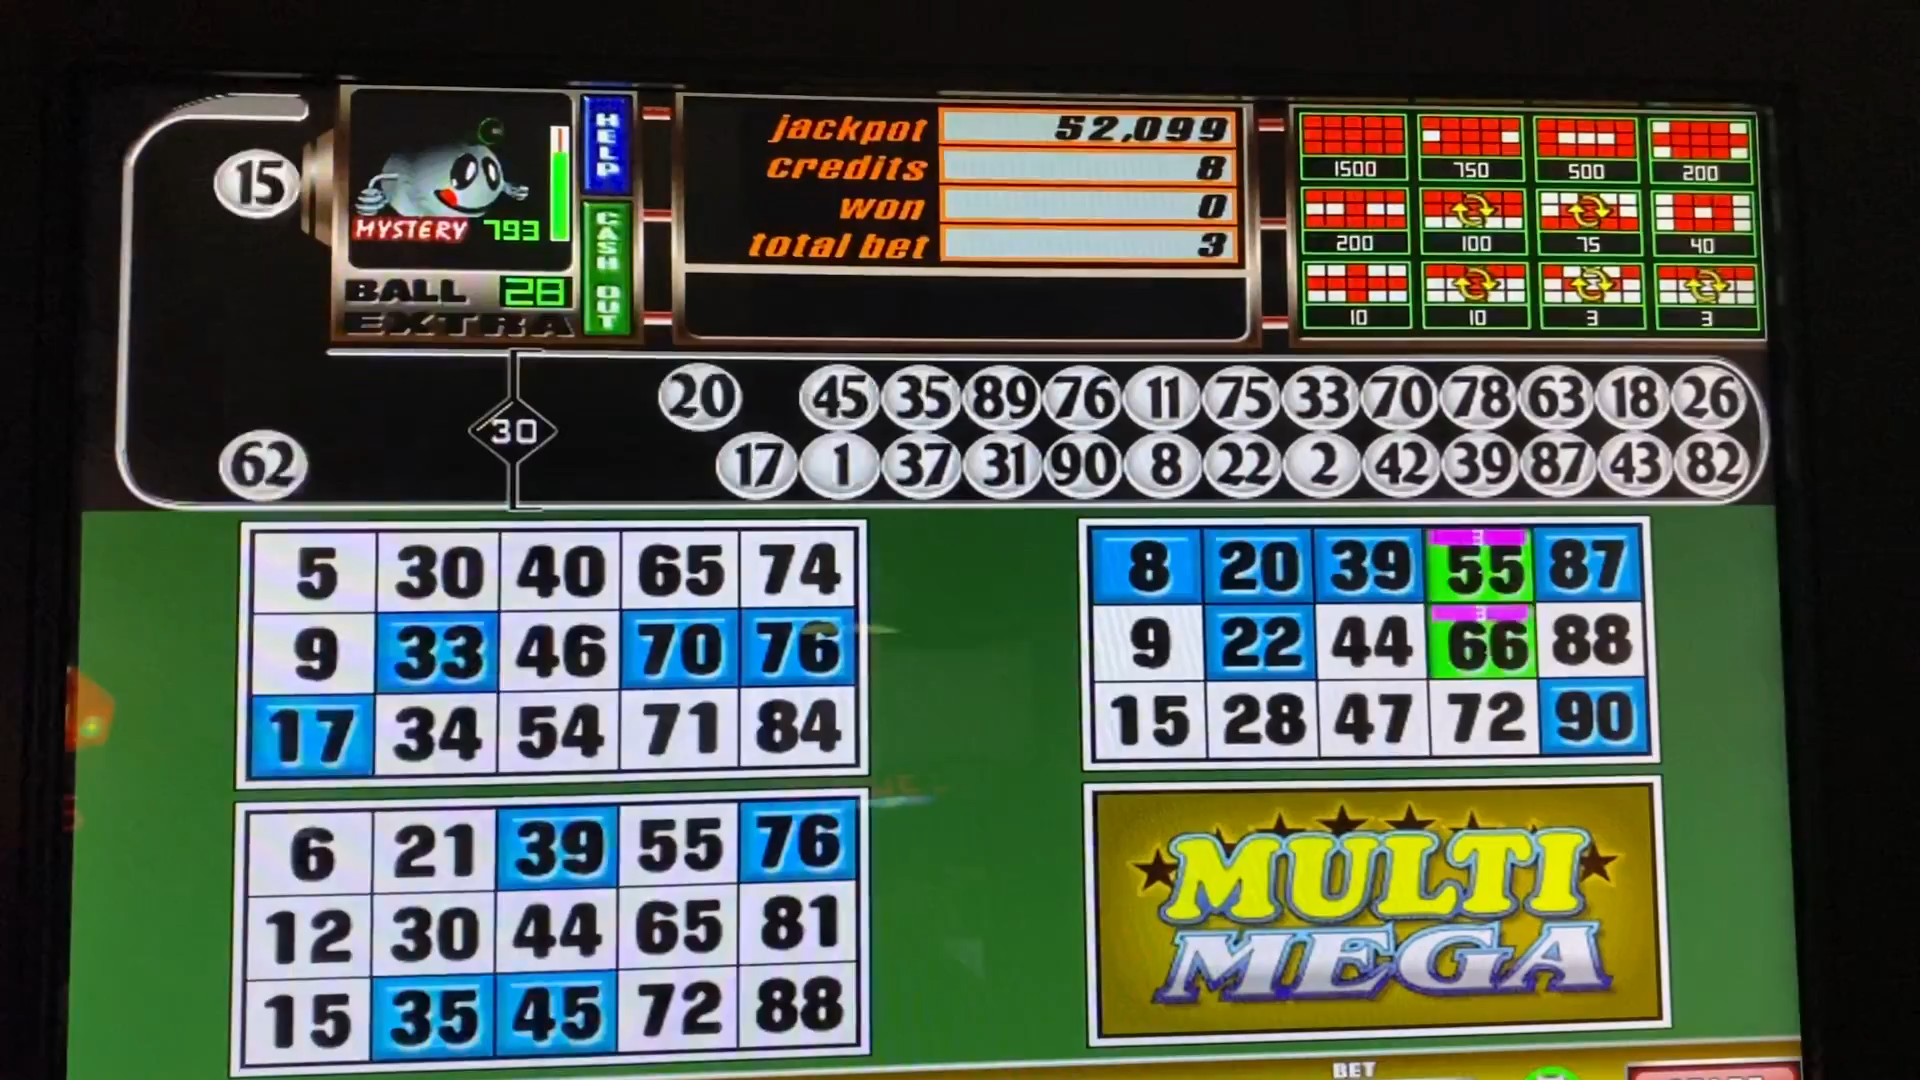 15
MYSTERY 793
BALL 28
EXTRA
HELP
CASH OUT
jackpot 52,099
credits 8
won 0
total bet 3
1500 750 500 200
200 100 75 40
10 10 3 3
20 45 35 89 76 11 75 33 70 78 63 18 26
62 30 17 1 37 31 90 8 22 2 42 39 87 43 82
5 30 40 65 74
9 33 46 70 76
17 34 54 71 84
8 20 39 55 87
9 22 44 66 88
15 28 47 72 90
6 21 39 55 76
12 30 44 65 81
15 35 45 72 88
MULTI
MEGA
BET